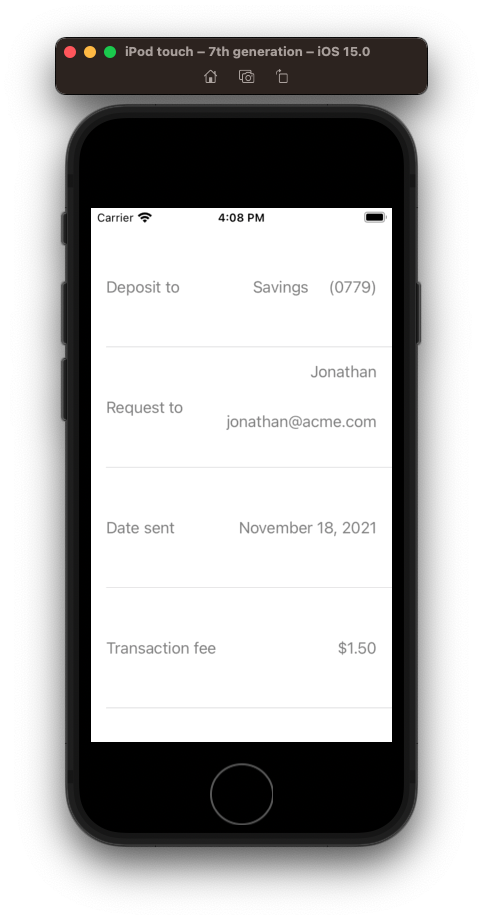 iPod touch – 7th generation – iOS 15.0
Carrier 4:08 PM
Deposit to Savings (0779)
Jonathan
Request to
jonathan@acme.com
Date sent November 18, 2021
Transaction fee $1.50